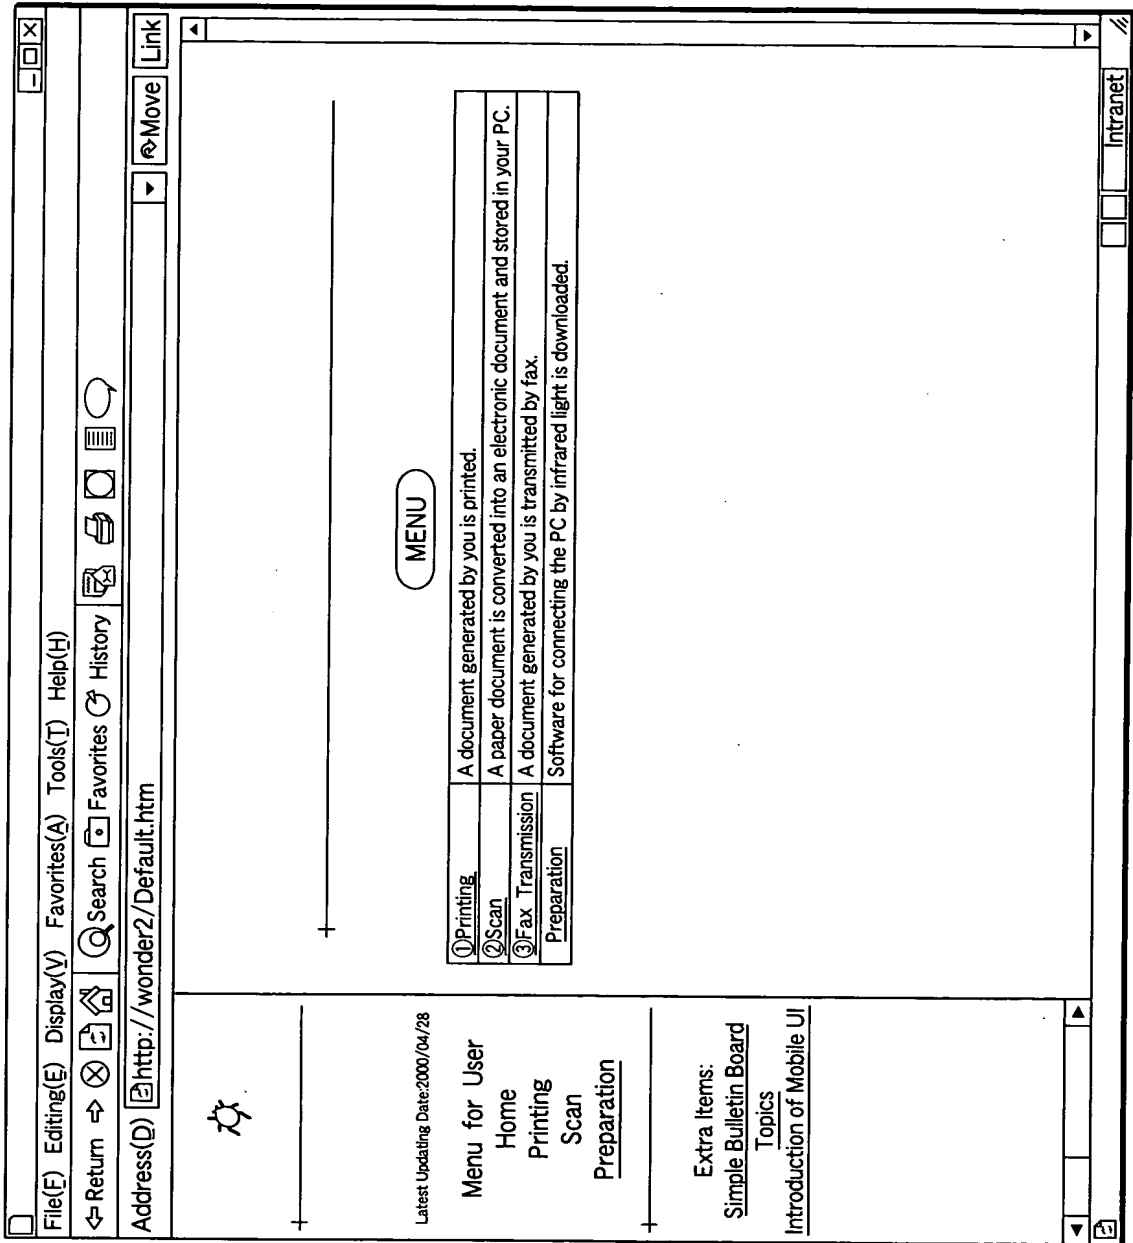 File(F) Editing(E) Display(V) Favorites(A) Tools(T) Help(H)
Return Search Favorites History
Address(D) http://wonder2/Default.htm Move Link
Latest Updating Date:2000/04/28
Menu for User
Home
Printing
Scan
Preparation
Extra Items:
Simple Bulletin Board
Topics
Introduction of Mobile UI
MENU
①Printing A document generated by you is printed.
②Scan A paper document is converted into an electronic document and stored in your PC.
③Fax Transmission A document generated by you is transmitted by fax.
Preparation Software for connecting the PC by infrared light is downloaded.
Intranet